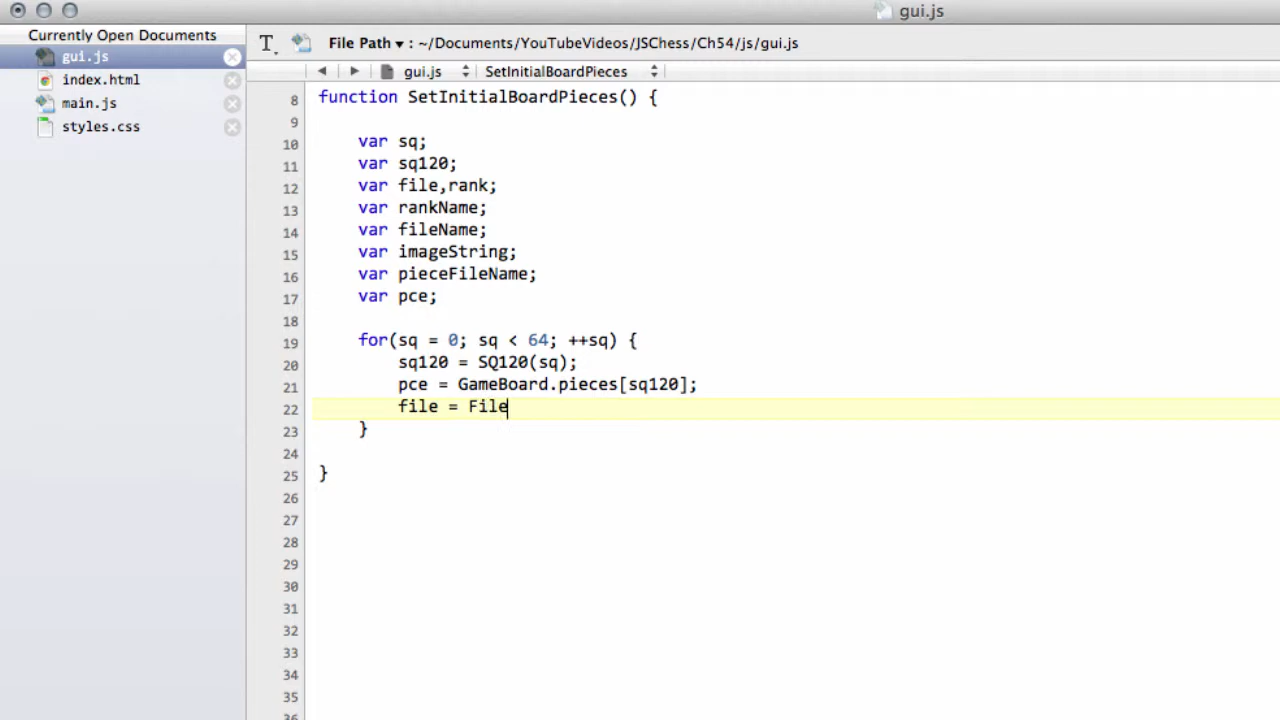 gui.js
Currently Open Documents
gui.js
index.html
main.js
styles.css
T File Path ▾ : ~/Documents/YouTubeVideos/JSChess/Ch54/js/gui.js
gui.js SetInitialBoardPieces
8 function SetInitialBoardPieces() {
9
10 var sq;
11 var sq120;
12 var file,rank;
13 var rankName;
14 var fileName;
15 var imageString;
16 var pieceFileName;
17 var pce;
18
19 for(sq = 0; sq < 64; ++sq) {
20 sq120 = SQ120(sq);
21 pce = GameBoard.pieces[sq120];
22 file = File
23 }
24
25 }
26
27
28
29
30
31
32
33
34
35
36